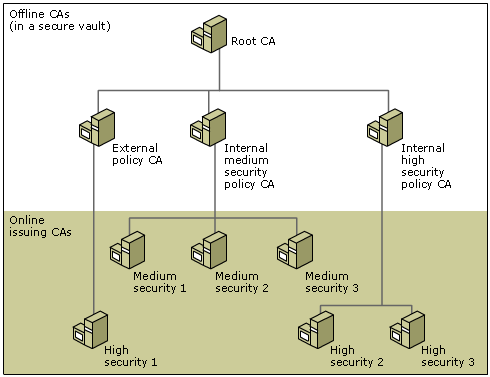 Offline CAs
(in a secure vault)
Root CA
External
policy CA
Internal
medium
security
policy CA
Internal
high
security
policy CA
Online
issuing CAs
Medium
security 1
Medium
security 2
Medium
security 3
High
security 1
High
security 2
High
security 3